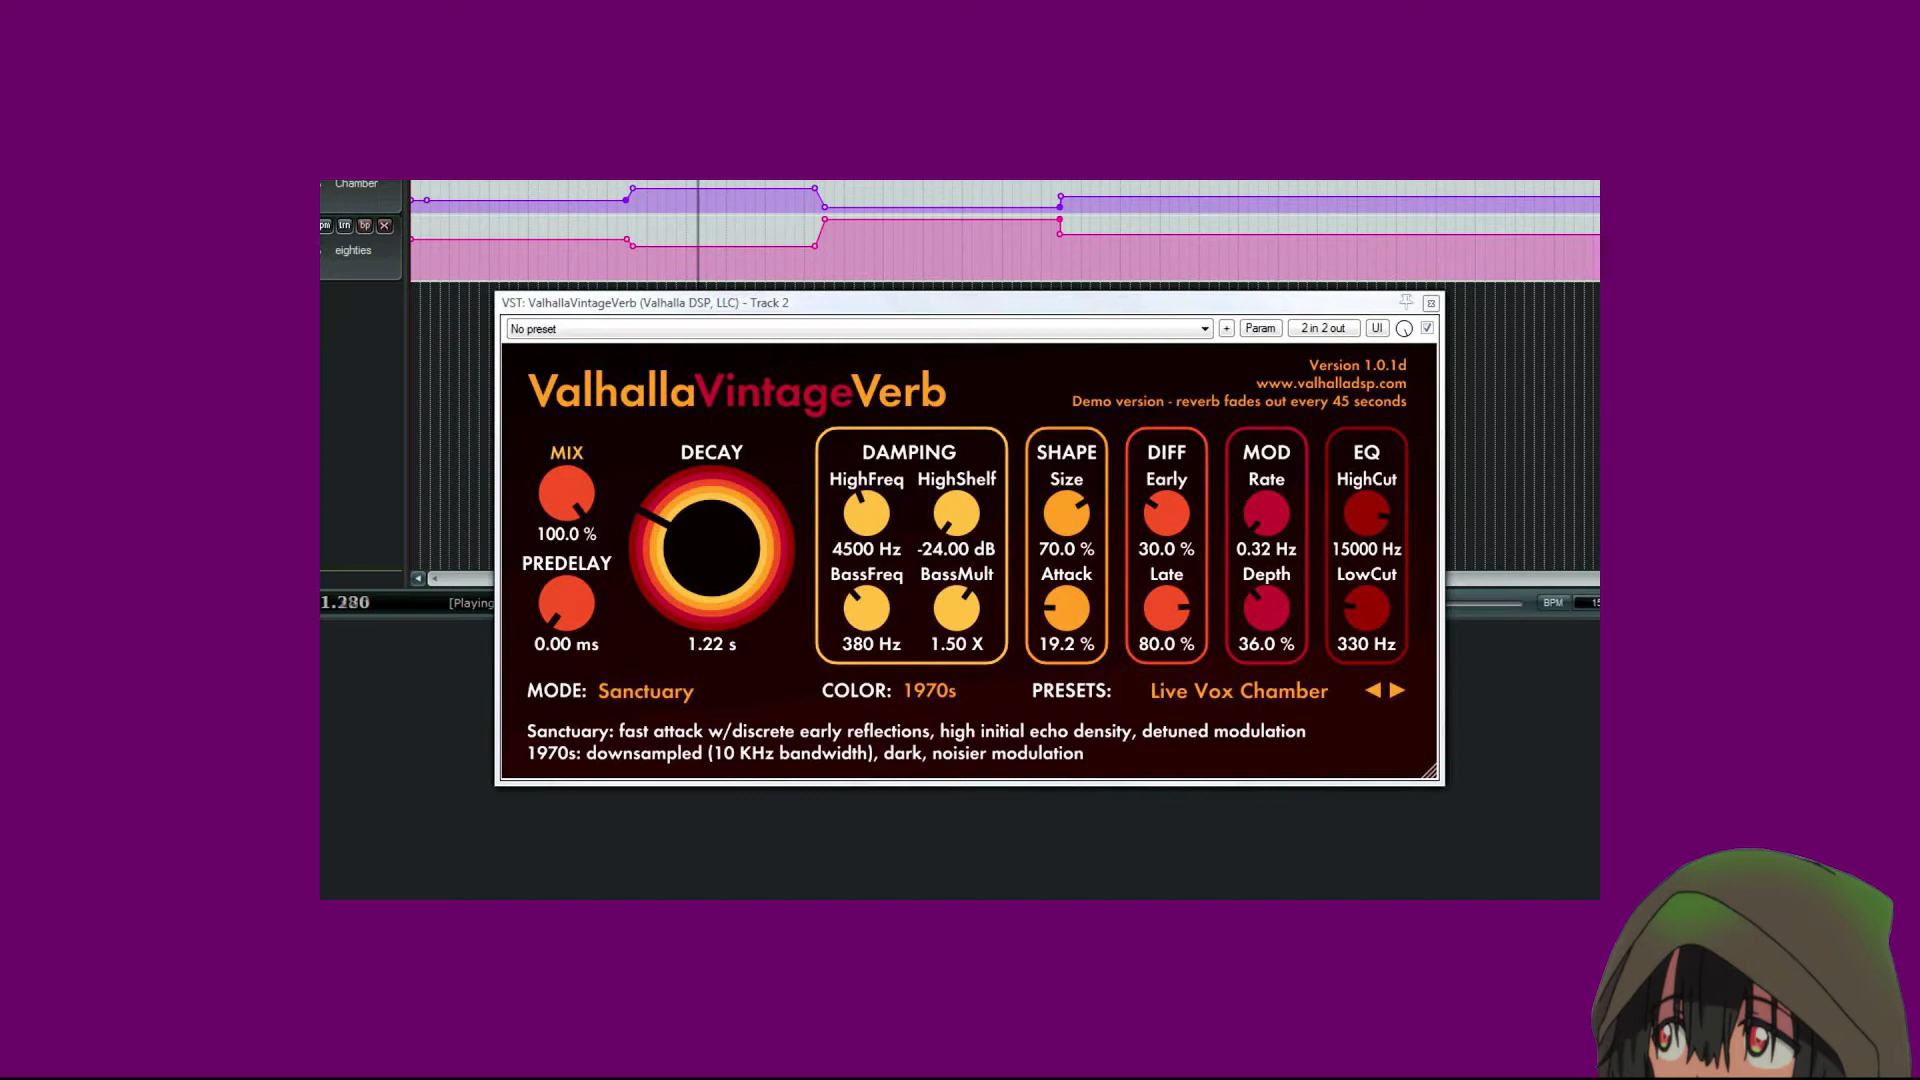 Chamber
trn bp
eighties
VST: ValhallaVintageVerb (Valhalla DSP, LLC) - Track 2
No preset + Param 2 in 2 out UI
ValhallaVintageVerb
Version 1.0.1d
www.valhalladsp.com
Demo version - reverb fades out every 45 seconds
MIX
100.0 %
PREDELAY
0.00 ms
DECAY
1.22 s
DAMPING
HighFreq HighShelf
4500 Hz -24.00 dB
BassFreq BassMult
380 Hz 1.50 X
SHAPE
Size
70.0 %
Attack
19.2 %
DIFF
Early
30.0 %
Late
80.0 %
MOD
Rate
0.32 Hz
Depth
36.0 %
EQ
HighCut
15000 Hz
LowCut
330 Hz
MODE: Sanctuary COLOR: 1970s PRESETS: Live Vox Chamber
Sanctuary: fast attack w/discrete early reflections, high initial echo density, detuned modulation
1970s: downsampled (10 KHz bandwidth), dark, noisier modulation
1.280 [Playing
BPM